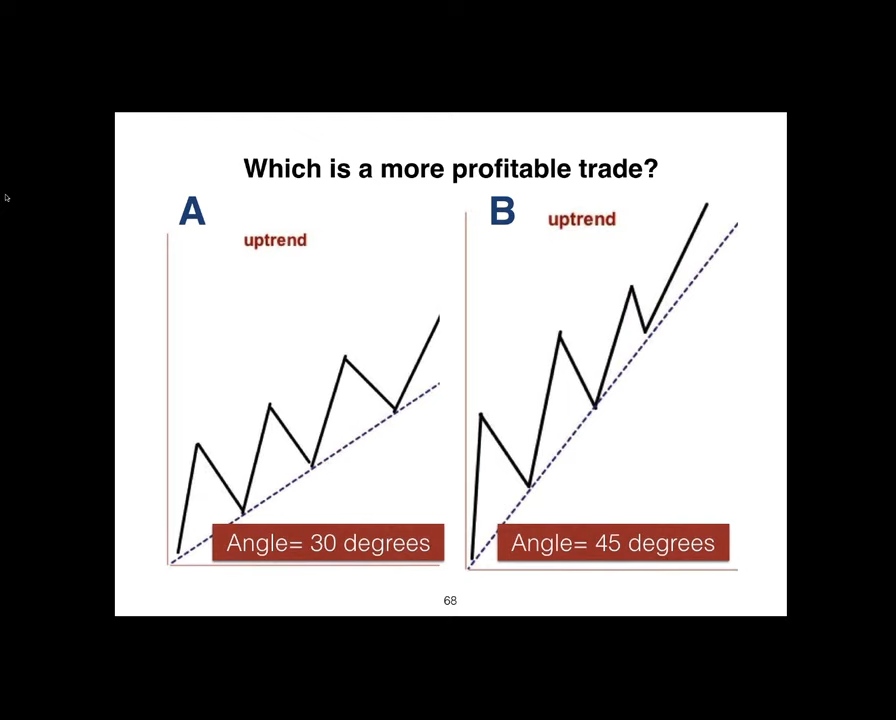 Which is a more profitable trade?
A
uptrend
Angle= 30 degrees
B
uptrend
Angle= 45 degrees
68